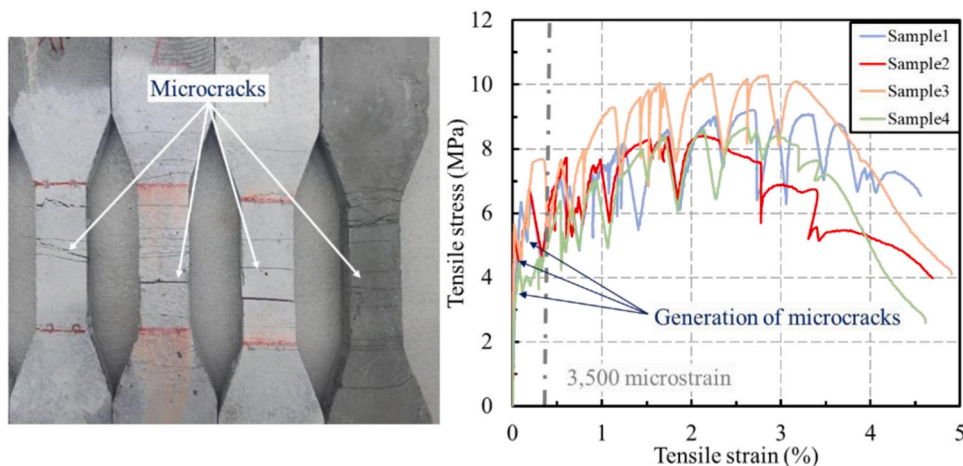 Microcracks
Tensile stress (MPa)
12
10
8
6
4
2
0
Sample1
Sample2
Sample3
Sample4
Generation of microcracks
3,500 microstrain
0
1
2
3
4
5
Tensile strain (%)